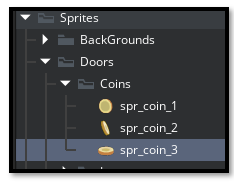 Sprites
BackGrounds
Doors
Coins
spr_coin_1
spr_coin_2
spr_coin_3